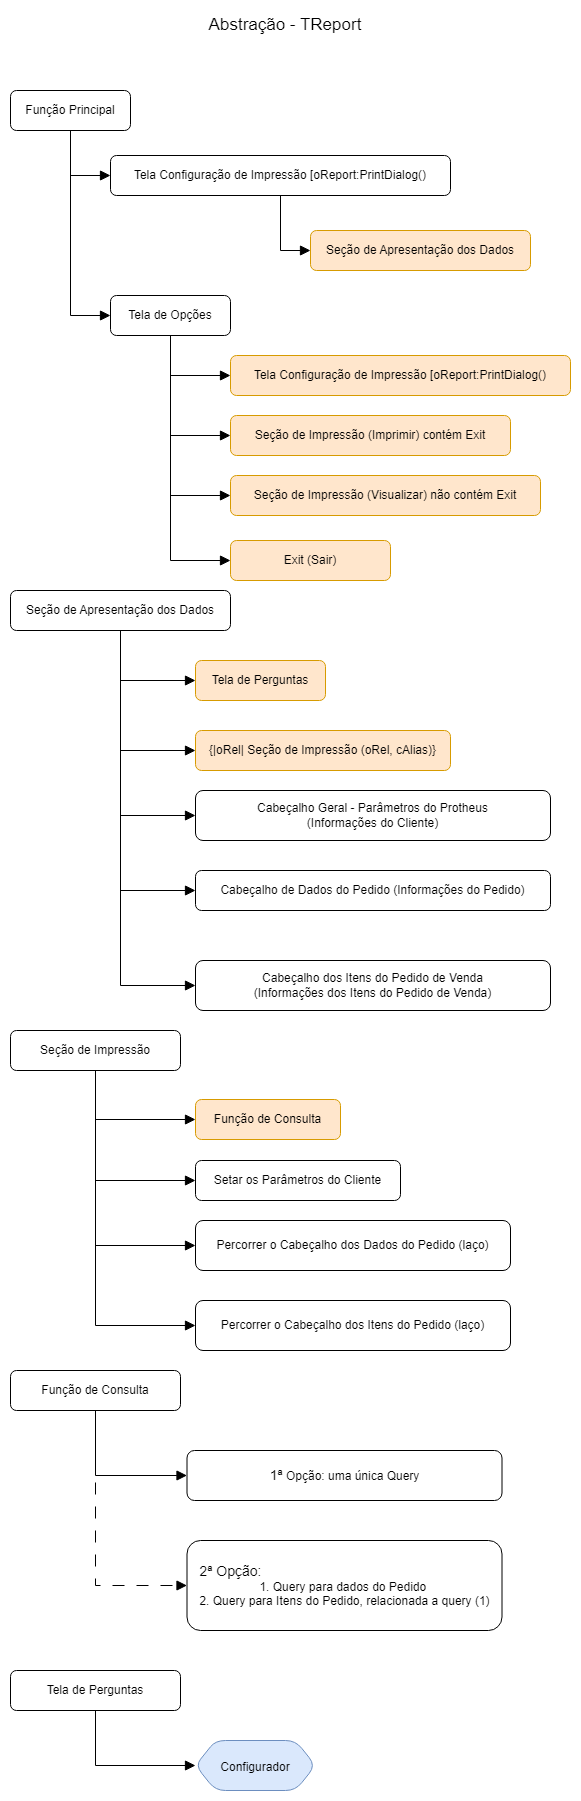 Abstração - TReport
Função Principal
Tela Configuração de Impressão [oReport:PrintDialog()
Seção de Apresentação dos Dados
Tela de Opções
Tela Configuração de Impressão [oReport:PrintDialog()
Seção de Impressão (Imprimir) contém Exit
Seção de Impressão (Visualizar) não contém Exit
Exit (Sair)
Seção de Apresentação dos Dados
Tela de Perguntas
{|oRel| Seção de Impressão (oRel, cAlias)}
Cabeçalho Geral - Parâmetros do Protheus
(Informações do Cliente)
Cabeçalho de Dados do Pedido (Informações do Pedido)
Cabeçalho dos Itens do Pedido de Venda
(Informações dos Itens do Pedido de Venda)
Seção de Impressão
Função de Consulta
Setar os Parâmetros do Cliente
Percorrer o Cabeçalho dos Dados do Pedido (laço)
Percorrer o Cabeçalho dos Itens do Pedido (laço)
Função de Consulta
1ª Opção: uma única Query
2ª Opção:
1. Query para dados do Pedido
2. Query para Itens do Pedido, relacionada a query (1)
Tela de Perguntas
Configurador